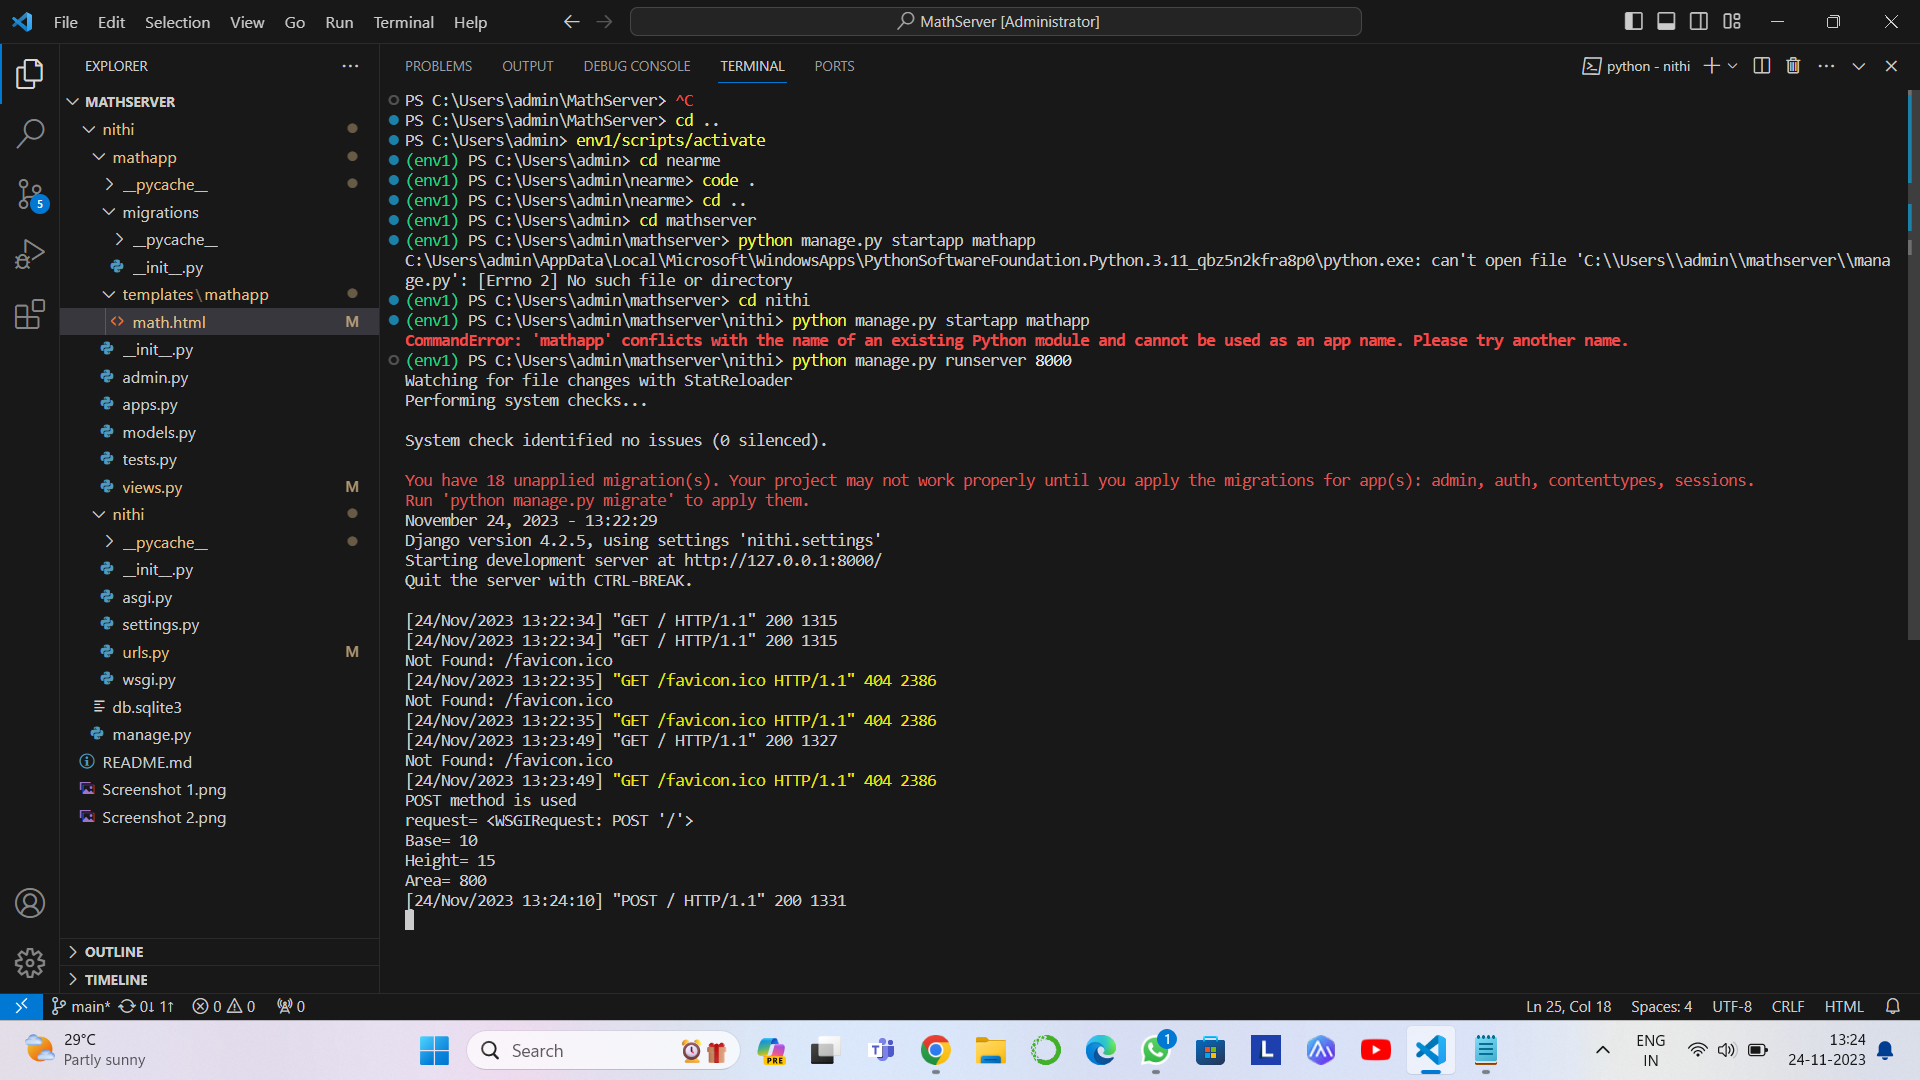 File Edit Selection View Go Run Terminal Help
MathServer [Administrator]
EXPLORER
MATHSERVER
nithi
mathapp
__pycache__
migrations
__pycache__
__init__.py
templates\mathapp
math.html M
__init__.py
admin.py
apps.py
models.py
tests.py
views.py M
nithi
__pycache__
__init__.py
asgi.py
settings.py
urls.py M
wsgi.py
db.sqlite3
manage.py
README.md
Screenshot 1.png
Screenshot 2.png
OUTLINE
TIMELINE
5
PROBLEMS OUTPUT DEBUG CONSOLE TERMINAL PORTS
python - nithi
PS C:\Users\admin\MathServer> ^C
PS C:\Users\admin\MathServer> cd ..
PS C:\Users\admin> env1/scripts/activate
(env1) PS C:\Users\admin> cd nearme
(env1) PS C:\Users\admin\nearme> code .
(env1) PS C:\Users\admin\nearme> cd ..
(env1) PS C:\Users\admin> cd mathserver
(env1) PS C:\Users\admin\mathserver> python manage.py startapp mathapp
C:\Users\admin\AppData\Local\Microsoft\WindowsApps\PythonSoftwareFoundation.Python.3.11_qbz5n2kfra8p0\python.exe: can't open file 'C:\\Users\\admin\\mathserver\\mana
ge.py': [Errno 2] No such file or directory
(env1) PS C:\Users\admin\mathserver> cd nithi
(env1) PS C:\Users\admin\mathserver\nithi> python manage.py startapp mathapp
CommandError: 'mathapp' conflicts with the name of an existing Python module and cannot be used as an app name. Please try another name.
(env1) PS C:\Users\admin\mathserver\nithi> python manage.py runserver 8000
Watching for file changes with StatReloader
Performing system checks...
System check identified no issues (0 silenced).
You have 18 unapplied migration(s). Your project may not work properly until you apply the migrations for app(s): admin, auth, contenttypes, sessions.
Run 'python manage.py migrate' to apply them.
November 24, 2023 - 13:22:29
Django version 4.2.5, using settings 'nithi.settings'
Starting development server at http://127.0.0.1:8000/
Quit the server with CTRL-BREAK.
[24/Nov/2023 13:22:34] "GET / HTTP/1.1" 200 1315
[24/Nov/2023 13:22:34] "GET / HTTP/1.1" 200 1315
Not Found: /favicon.ico
[24/Nov/2023 13:22:35] "GET /favicon.ico HTTP/1.1" 404 2386
Not Found: /favicon.ico
[24/Nov/2023 13:22:35] "GET /favicon.ico HTTP/1.1" 404 2386
[24/Nov/2023 13:23:49] "GET / HTTP/1.1" 200 1327
Not Found: /favicon.ico
[24/Nov/2023 13:23:49] "GET /favicon.ico HTTP/1.1" 404 2386
POST method is used
request= <WSGIRequest: POST '/'>
Base= 10
Height= 15
Area= 800
[24/Nov/2023 13:24:10] "POST / HTTP/1.1" 200 1331
main* 0↓ 1↑ 0 0 0
Ln 25, Col 18 Spaces: 4 UTF-8 CRLF HTML
29°C
Partly sunny
Search
PRE
1
L
ENG
IN
13:24
24-11-2023